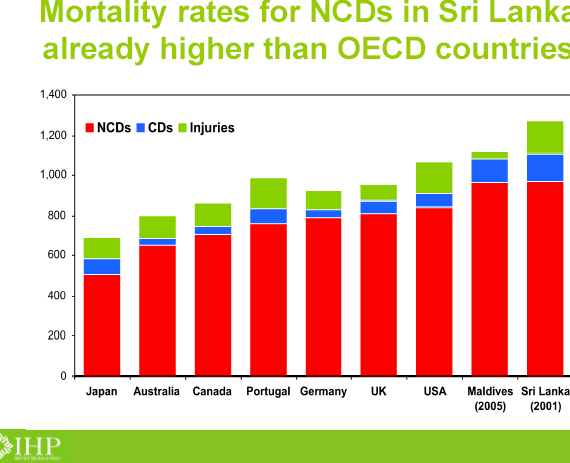 Mortality rates for NCDs in Sri Lanka
already higher than OECD countries
1,400
1,200
1,000
800
600
400
200
0
NCDs CDs Injuries
Japan Australia Canada Portugal Germany UK USA Maldives Sri Lanka
(2005) (2001)
IHP